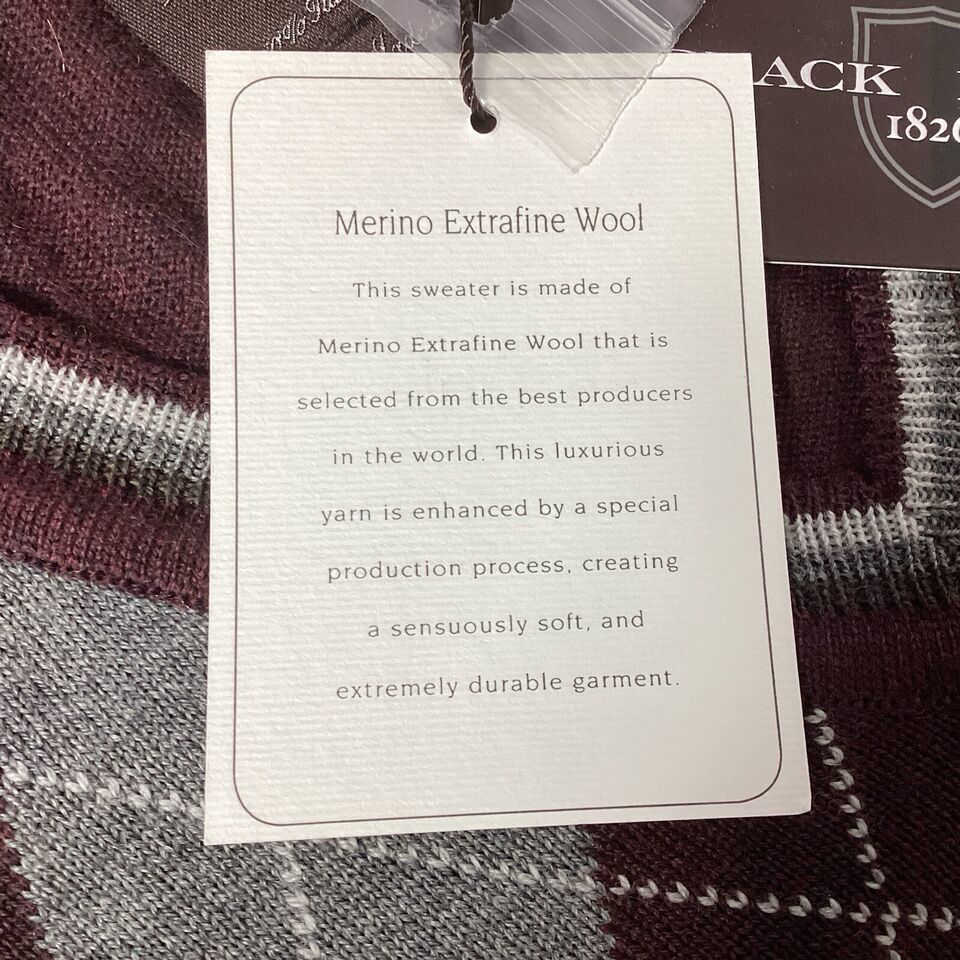 ACK
1826
Merino Extrafine Wool
This sweater is made of
Merino Extrafine Wool that is
selected from the best producers
in the world. This luxurious
yarn is enhanced by a special
production process, creating
a sensuously soft, and
extremely durable garment.